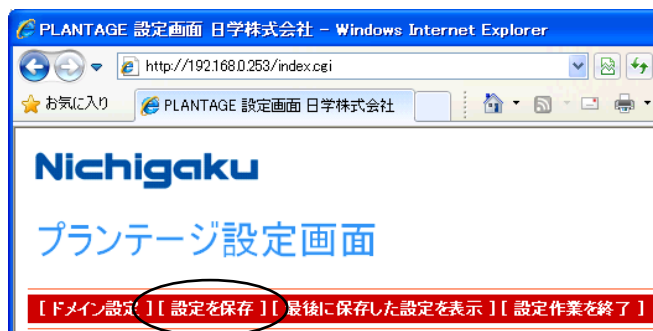 PLANTAGE 設定画面 日学株式会社 - Windows Internet Explorer
http://192.168.0.253/index.cgi
お気に入り PLANTAGE 設定画面 日学株式会社
Nichigaku
プランテージ設定画面
[ ドメイン設定 ][ 設定を保存 ][ 最後に保存した設定を表示 ][ 設定作業を終了 ]